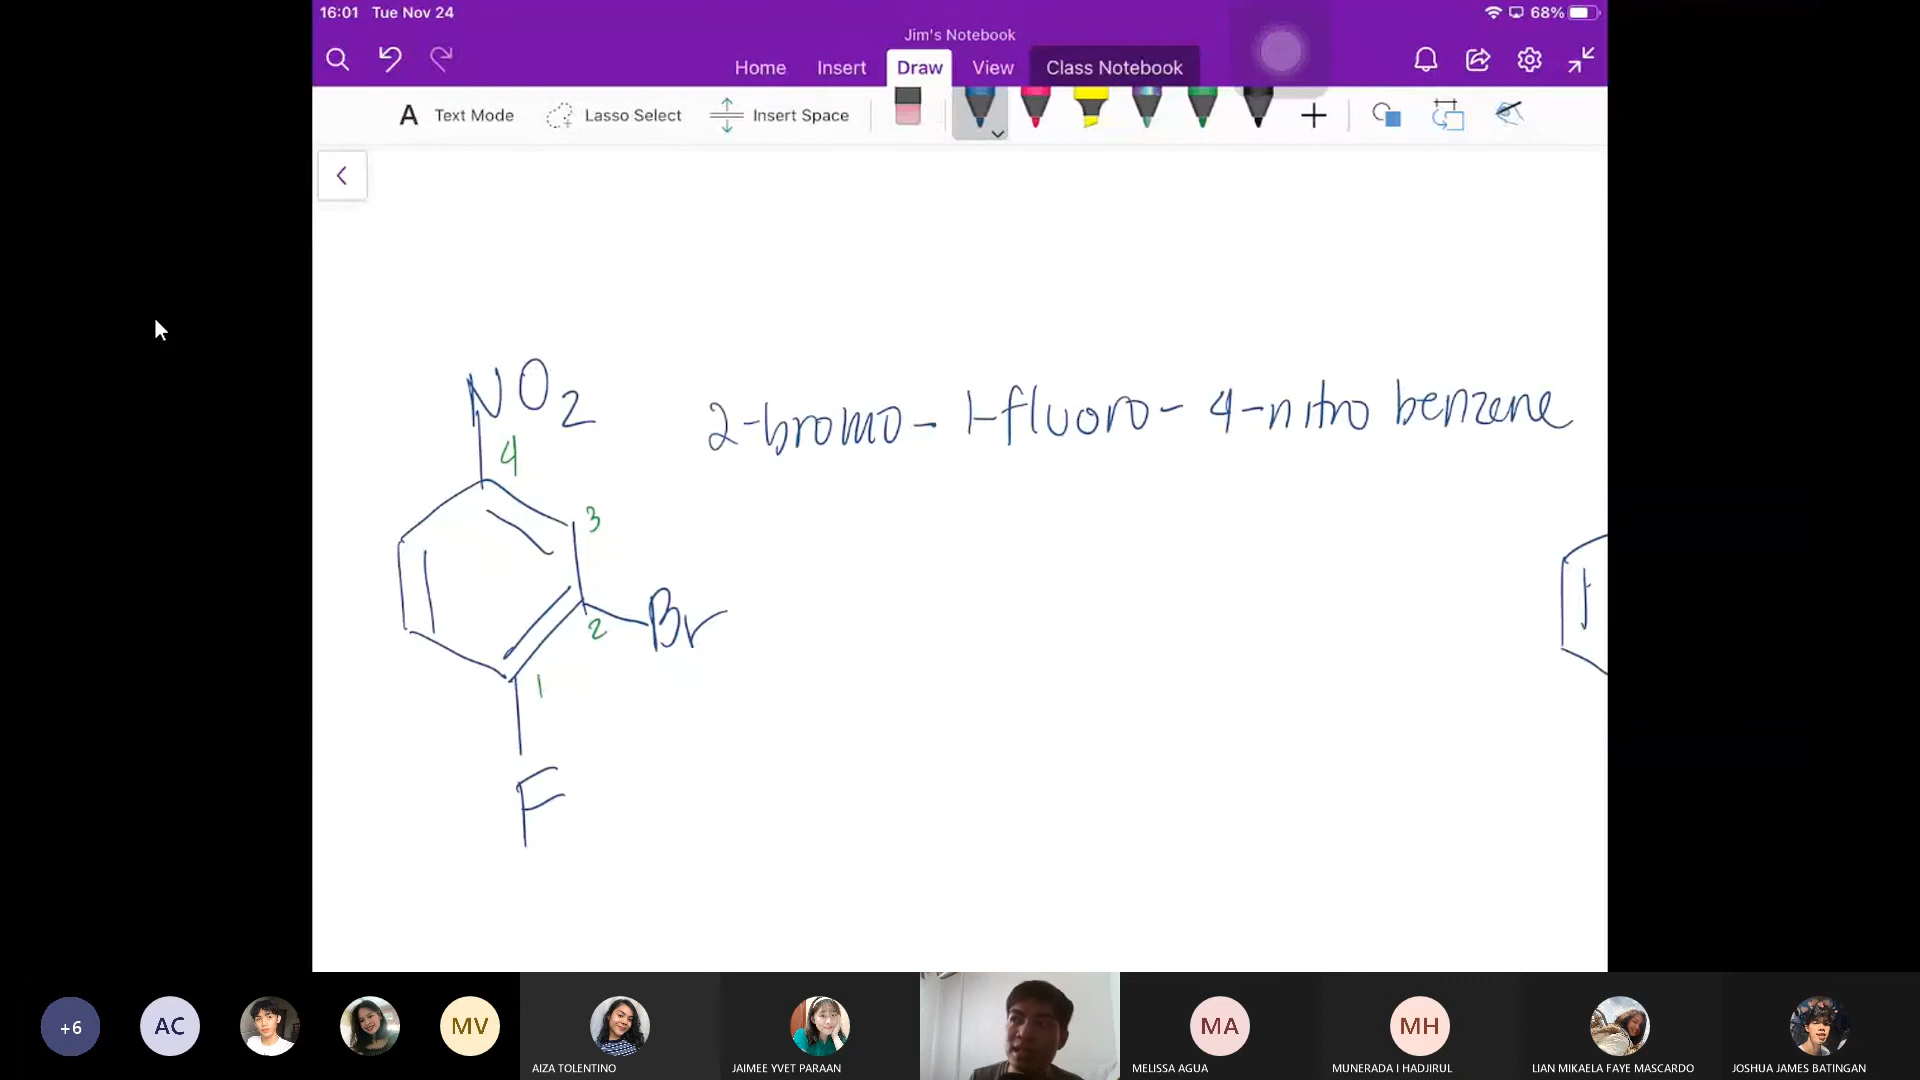 16:01 Tue Nov 24
68%
Jim's Notebook
Home Insert Draw View Class Notebook
A Text Mode Lasso Select Insert Space
NO2
2-bromo-1-fluoro-4-nitrobenzene
4
3
Br
2
1
F
+6
AC
MV
MA
MH
AIZA TOLENTINO
JAIMEE YVET PARAAN
MELISSA AGUA
MUNERADA I HADJIRUL
LIAN MIKAELA FAYE MASCARDO
JOSHUA JAMES BATINGAN